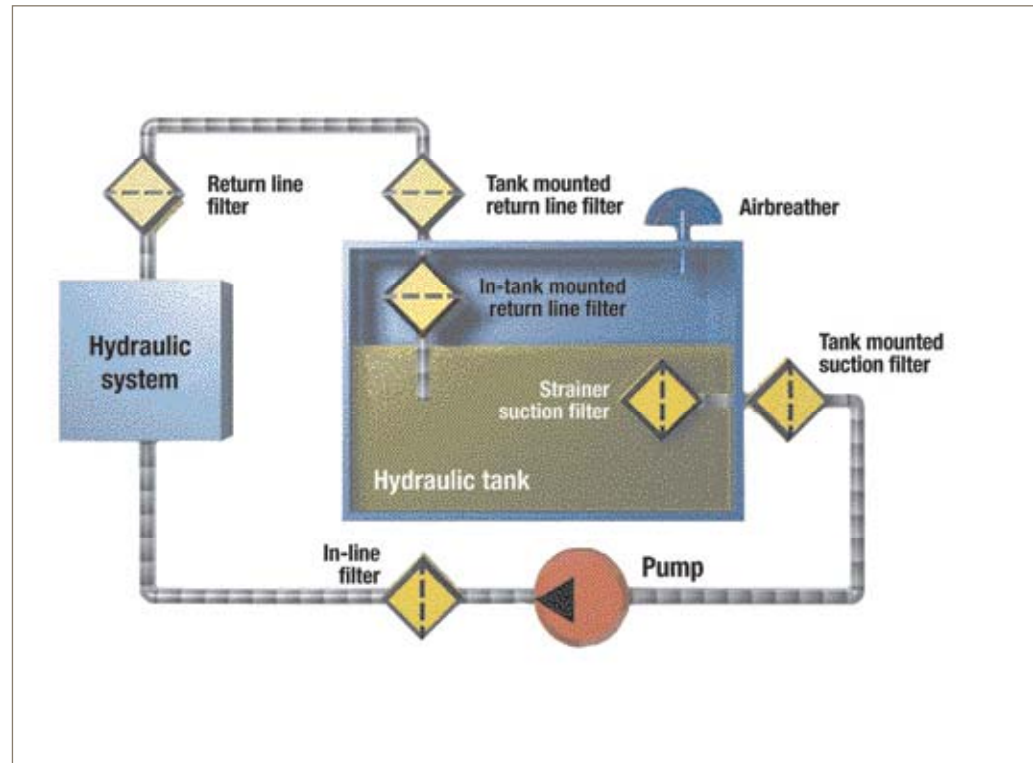 Return line
filter
Tank mounted
return line filter
Airbreather
In-tank mounted
return line filter
Hydraulic
system
Tank mounted
suction filter
Strainer
suction filter
Hydraulic tank
In-line
filter
Pump